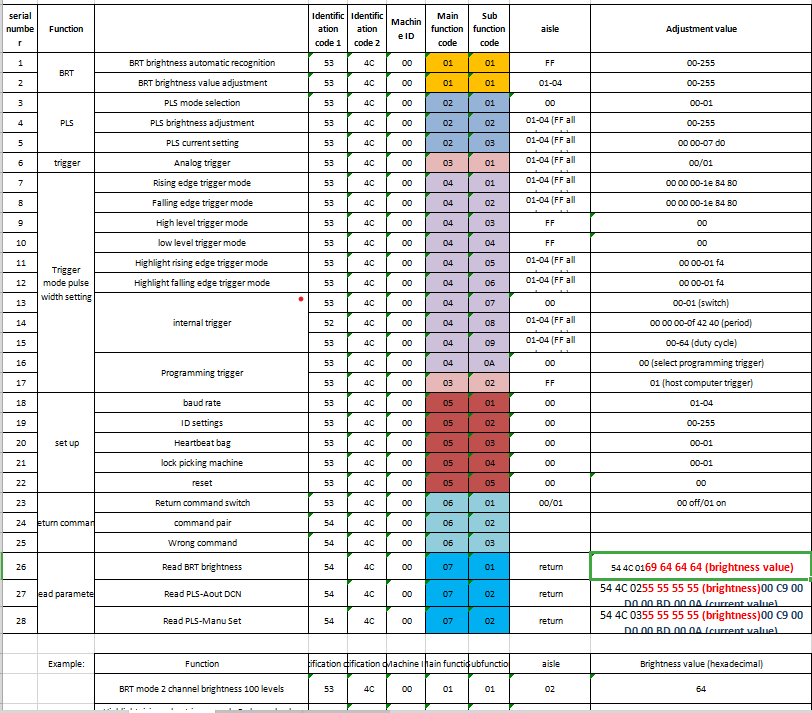 serial numbe r Function Identific ation code 1 Identific ation code 2 Machin e ID Main function code Sub function code aisle Adjustment value
1 BRT BRT brightness automatic recognition 53 4C 00 01 01 FF 00-255
2 BRT brightness value adjustment 53 4C 00 01 01 01-04 00-255
3 PLS PLS mode selection 53 4C 00 02 01 00 00-01
4 PLS brightness adjustment 53 4C 00 02 02 01-04 (FF all 00-255
5 PLS current setting 53 4C 00 02 03 01-04 (FF all 00 00-07 d0
6 trigger Analog trigger 53 4C 00 03 01 01-04 (FF all 00/01
7 Trigger mode pulse width setting Rising edge trigger mode 53 4C 00 04 01 01-04 (FF all 00 00 00-1e 84 80
8 Falling edge trigger mode 53 4C 00 04 02 01-04 (FF all 00 00 00-1e 84 80
9 High level trigger mode 53 4C 00 04 03 FF 00
10 low level trigger mode 53 4C 00 04 04 FF 00
11 Highlight rising edge trigger mode 53 4C 00 04 05 01-04 (FF all 00 00-01 f4
12 Highlight falling edge trigger mode 53 4C 00 04 06 01-04 (FF all 00 00-01 f4
13 internal trigger 53 4C 00 04 07 00 00-01 (switch)
14 52 4C 00 04 08 01-04 (FF all 00 00 00-0f 42 40 (period)
15 53 4C 00 04 09 01-04 (FF all 00-64 (duty cycle)
16 Programming trigger 53 4C 00 04 0A 00 00 (select programming trigger)
17 53 4C 00 03 02 FF 01 (host computer trigger)
18 set up baud rate 53 4C 00 05 01 00 01-04
19 ID settings 53 4C 00 05 02 00 00-255
20 Heartbeat bag 53 4C 00 05 03 00 00-01
21 lock picking machine 53 4C 00 05 04 00 00-01
22 reset 53 4C 00 05 05 00 00
23 Return command switch 53 4C 00 06 01 00/01 00 off/01 on
24 eturn comman command pair 54 4C 00 06 02
25 Wrong command 54 4C 00 06 03
26 Read BRT brightness 54 4C 00 07 01 return 54 4C 0169 64 64 64 (brightness value)
27 ead paramete Read PLS-Aout DCN 54 4C 00 07 02 return 54 4C 0255 55 55 55 (brightness)00 C9 00
D0 00 BD 00 0A (current value)
28 Read PLS-Manu Set 54 4C 00 07 02 return 54 4C 0355 55 55 55 (brightness)00 C9 00
D0 00 BD 00 0A (current value)
Example: Function ification ification Machine Main functi Subfunctio aisle Brightness value (hexadecimal)
BRT mode 2 channel brightness 100 levels 53 4C 00 01 01 02 64